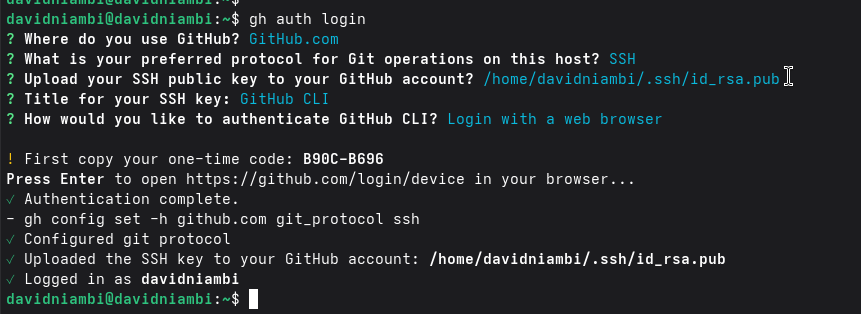 davidniambi@davidniambi:~$
davidniambi@davidniambi:~$ gh auth login
? Where do you use GitHub? GitHub.com
? What is your preferred protocol for Git operations on this host? SSH
? Upload your SSH public key to your GitHub account? /home/davidniambi/.ssh/id_rsa.pub
? Title for your SSH key: GitHub CLI
? How would you like to authenticate GitHub CLI? Login with a web browser
! First copy your one-time code: B90C-B696
Press Enter to open https://github.com/login/device in your browser...
✓ Authentication complete.
- gh config set -h github.com git_protocol ssh
✓ Configured git protocol
✓ Uploaded the SSH key to your GitHub account: /home/davidniambi/.ssh/id_rsa.pub
✓ Logged in as davidniambi
davidniambi@davidniambi:~$